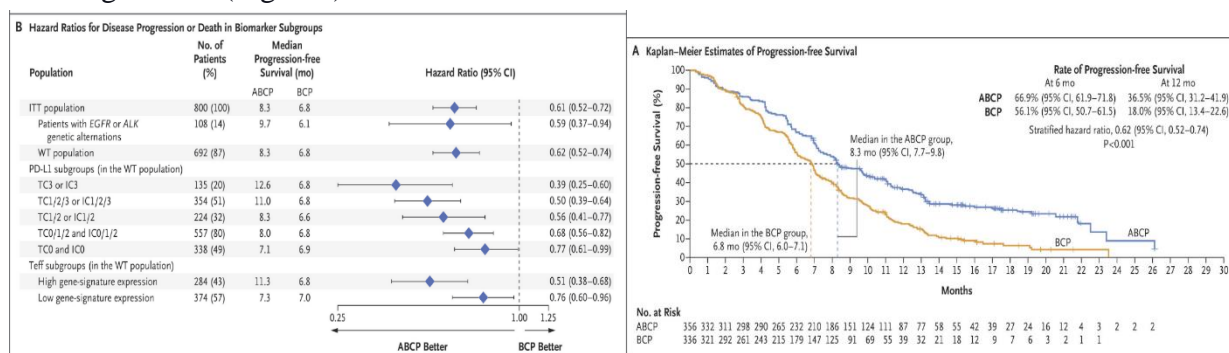 B Hazard Ratios for Disease Progression or Death in Biomarker Subgroups
Population
No. of Patients (%)
Median Progression-free Survival (mo)
Hazard Ratio (95% CI)
ABCP BCP
ITT population 800 (100) 8.3 6.8 0.61 (0.52–0.72)
Patients with EGFR or ALK genetic alternations 108 (14) 9.7 6.1 0.59 (0.37–0.94)
WT population 692 (87) 8.3 6.8 0.62 (0.52–0.74)
PD-L1 subgroups (in the WT population)
TC3 or IC3 135 (20) 12.6 6.8 0.39 (0.25–0.60)
TC1/2/3 or IC1/2/3 354 (51) 11.0 6.8 0.50 (0.39–0.64)
TC1/2 or IC1/2 224 (32) 8.3 6.6 0.56 (0.41–0.77)
TC0/1/2 and IC0/1/2 557 (80) 8.0 6.8 0.68 (0.56–0.82)
TC0 and IC0 338 (49) 7.1 6.9 0.77 (0.61–0.99)
Teff subgroups (in the WT population)
High gene-signature expression 284 (43) 11.3 6.8 0.51 (0.38–0.68)
Low gene-signature expression 374 (57) 7.3 7.0 0.76 (0.60–0.96)
0.25 1.00 1.25
ABCP Better BCP Better
A Kaplan–Meier Estimates of Progression-free Survival
Progression-free Survival (%)
100
90
80
70
60
50
40
30
20
10
0
Rate of Progression-free Survival
At 6 mo At 12 mo
ABCP 66.9% (95% CI, 61.9–71.8) 36.5% (95% CI, 31.2–41.9)
BCP 56.1% (95% CI, 50.7–61.5) 18.0% (95% CI, 13.4–22.6)
Stratified hazard ratio, 0.62 (95% CI, 0.52–0.74)
P<0.001
Median in the ABCP group,
8.3 mo (95% CI, 7.7–9.8)
Median in the BCP group,
6.8 mo (95% CI, 6.0–7.1)
ABCP
BCP
0 1 2 3 4 5 6 7 8 9 10 11 12 13 14 15 16 17 18 19 20 21 22 23 24 25 26 27 28 29 30
Months
No. at Risk
ABCP 356 332 311 298 290 265 232 210 186 151 124 111 87 77 58 55 42 39 27 24 16 12 4 3 2 2 2
BCP 336 321 292 261 243 215 179 147 125 91 69 55 39 32 21 18 12 9 7 6 3 2 1 1